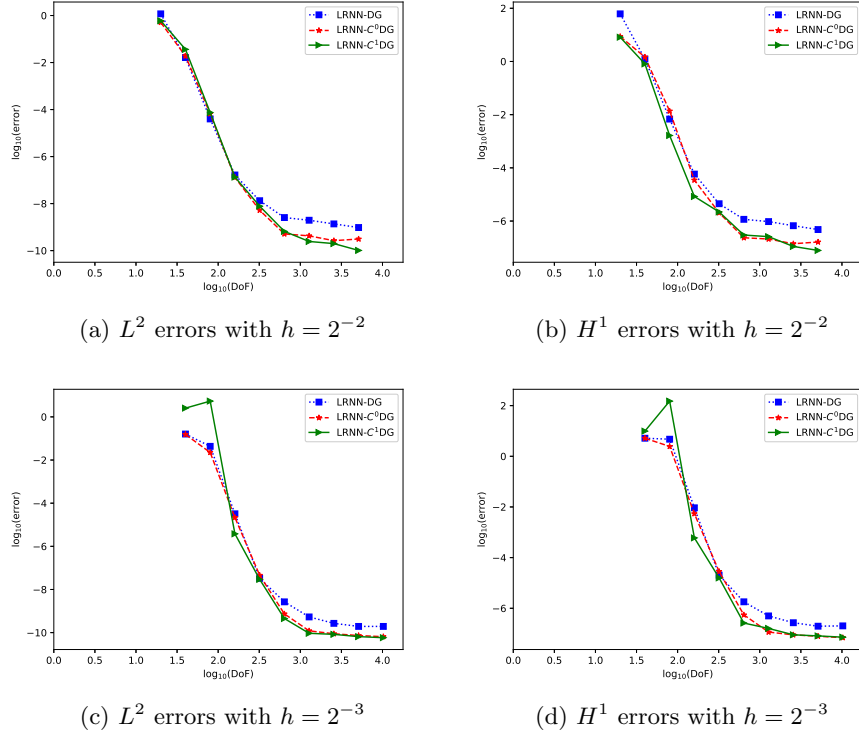 0
−2
−4
−6
−8
−10
log₁₀(error)
0.0 0.5 1.0 1.5 2.0 2.5 3.0 3.5 4.0
log₁₀(DoF)
LRNN-DG
LRNN-C⁰DG
LRNN-C¹DG
(a) L² errors with h = 2⁻²
2
0
−2
−4
−6
log₁₀(error)
0.0 0.5 1.0 1.5 2.0 2.5 3.0 3.5 4.0
log₁₀(DoF)
LRNN-DG
LRNN-C⁰DG
LRNN-C¹DG
(b) H¹ errors with h = 2⁻²
0
−2
−4
−6
−8
−10
log₁₀(error)
0.0 0.5 1.0 1.5 2.0 2.5 3.0 3.5 4.0
log₁₀(DoF)
LRNN-DG
LRNN-C⁰DG
LRNN-C¹DG
(c) L² errors with h = 2⁻³
2
0
−2
−4
−6
log₁₀(error)
0.0 0.5 1.0 1.5 2.0 2.5 3.0 3.5 4.0
log₁₀(DoF)
LRNN-DG
LRNN-C⁰DG
LRNN-C¹DG
(d) H¹ errors with h = 2⁻³